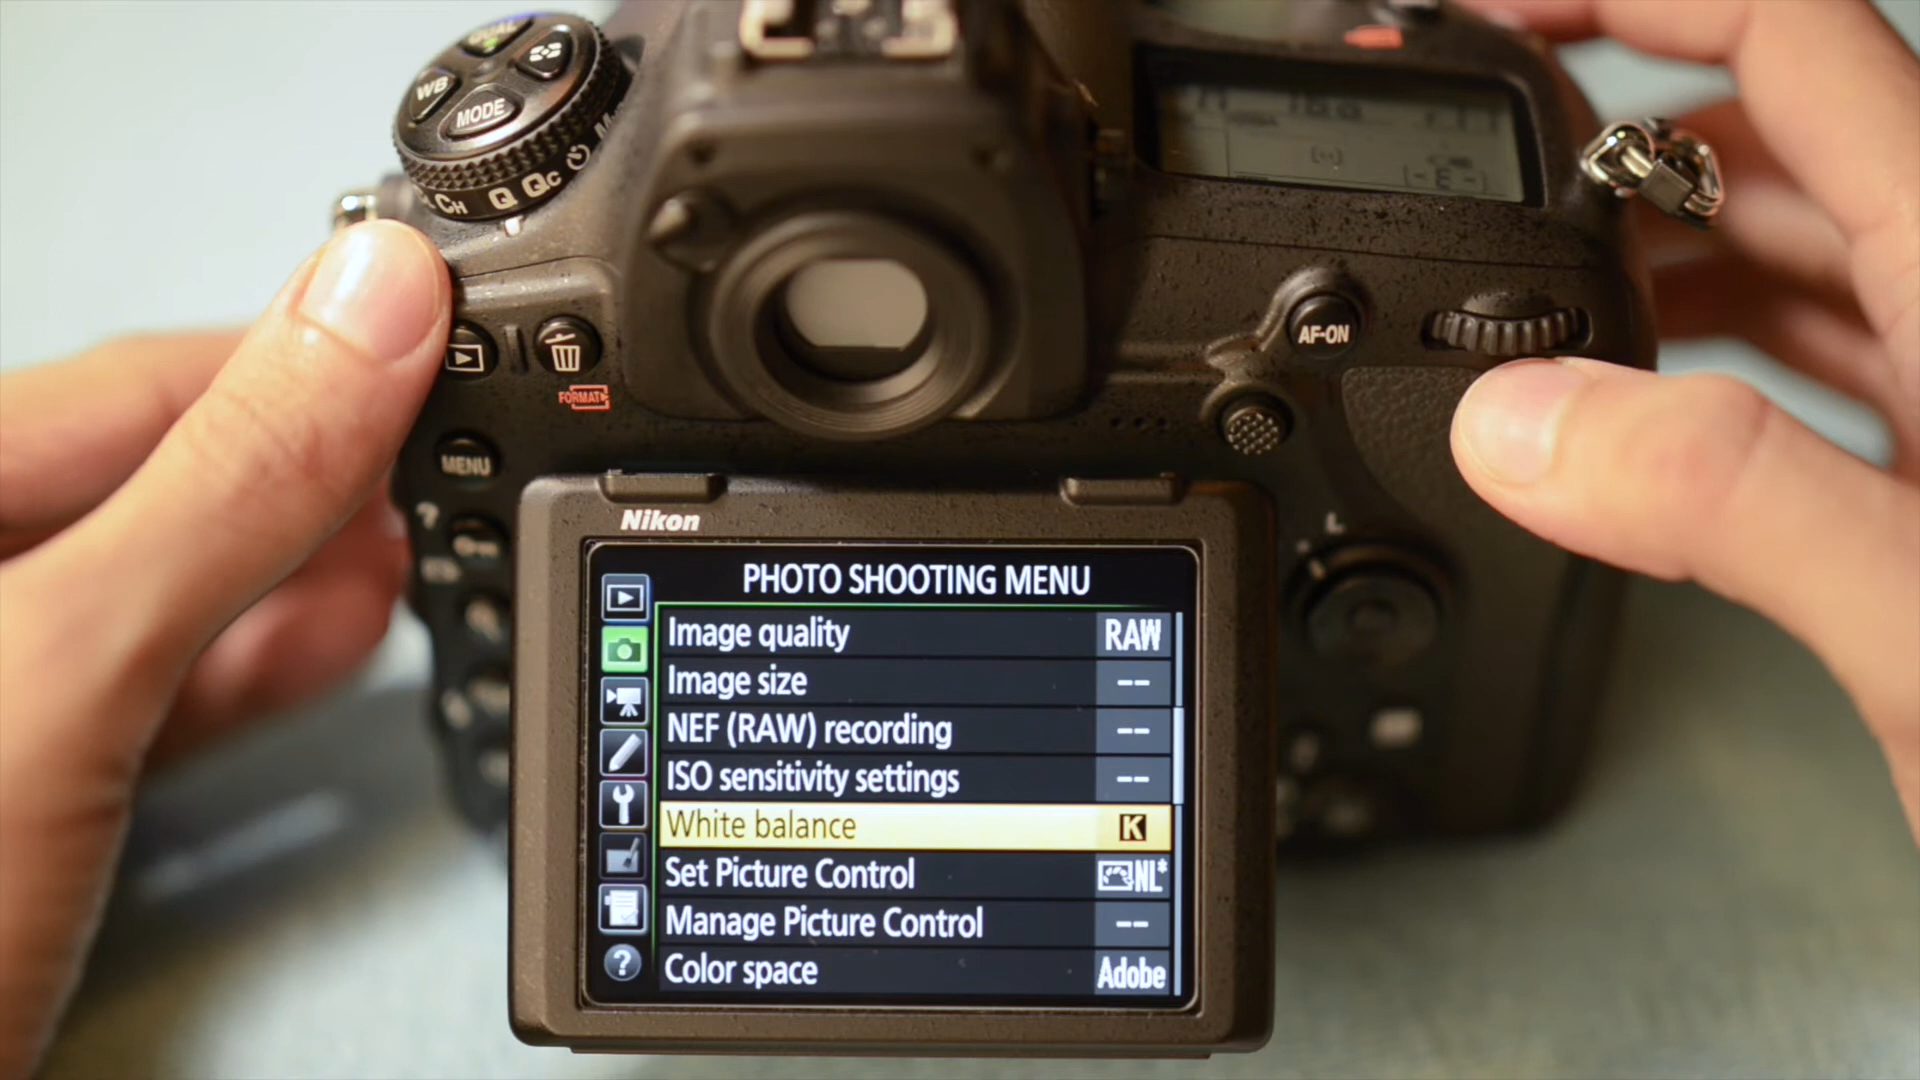 QUAL
WB
MODE
CH Q Qc
AF-ON
FORMAT
MENU
Nikon
L
PHOTO SHOOTING MENU
Image quality RAW
Image size --
NEF (RAW) recording --
ISO sensitivity settings --
White balance K
Set Picture Control NL*
Manage Picture Control --
Color space Adobe
?